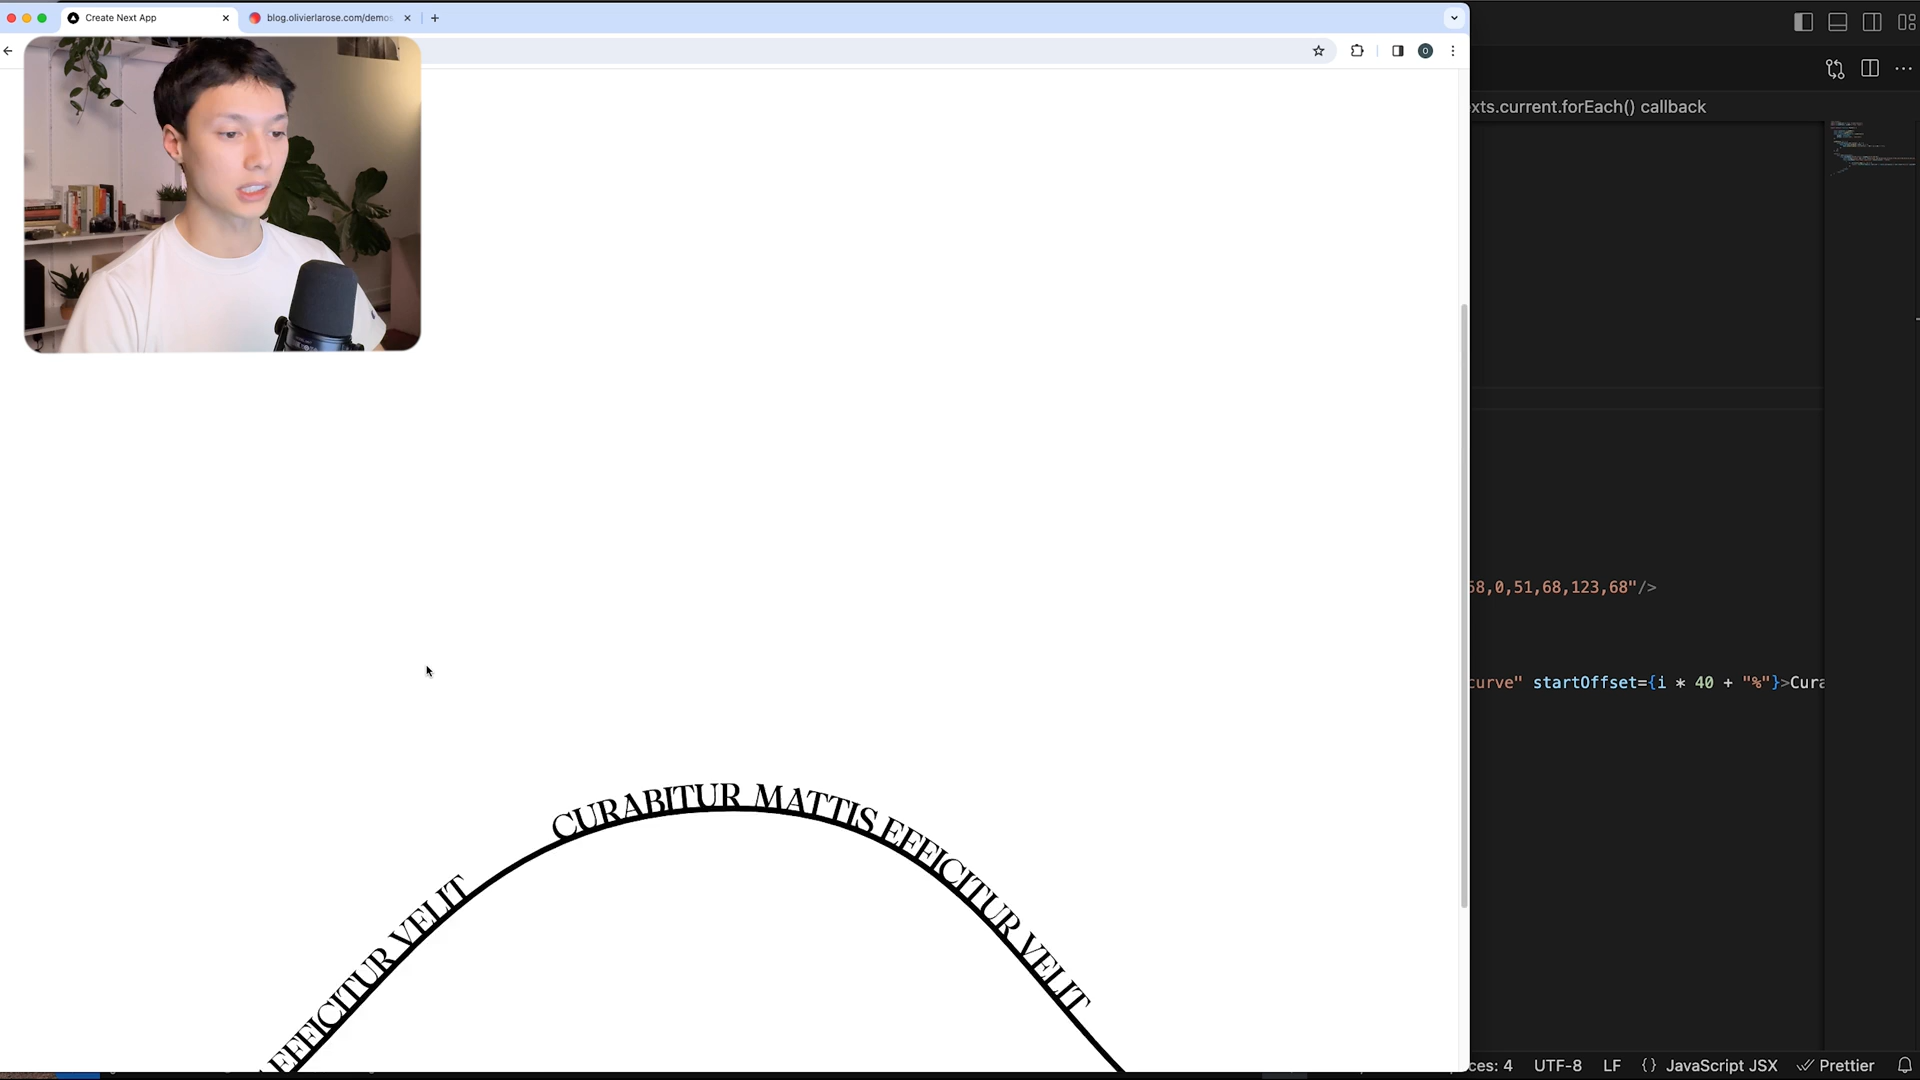 Create Next App
blog.olivierlarose.com/demos
O
xts.current.forEach() callback
68,0,51,68,123,68"/>
curve" startOffset={i * 40 + "%"}>Cura
CURABITUR MATTIS EFFICITUR VELIT
EFFICITUR VELIT
ces: 4 UTF-8 LF {} JavaScript JSX Prettier